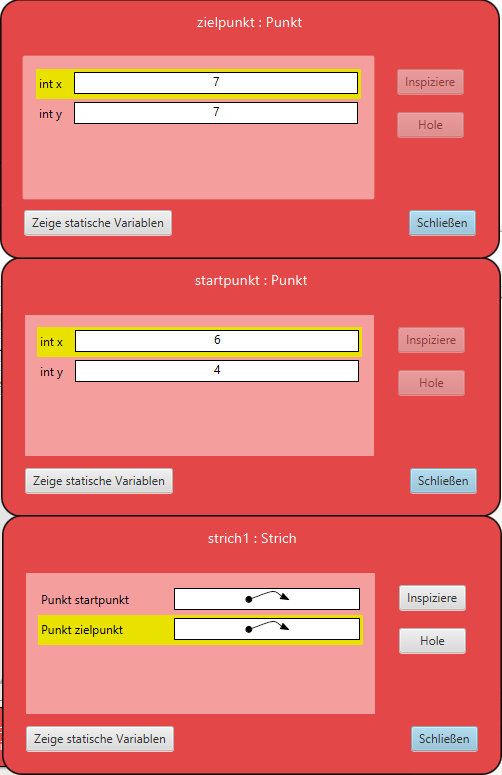 zielpunkt : Punkt
int x 7 Inspiziere
int y 7 Hole
Zeige statische Variablen Schließen
startpunkt : Punkt
int x 6 Inspiziere
int y 4 Hole
Zeige statische Variablen Schließen
strich1 : Strich
Punkt startpunkt Inspiziere
Punkt zielpunkt Hole
Zeige statische Variablen Schließen